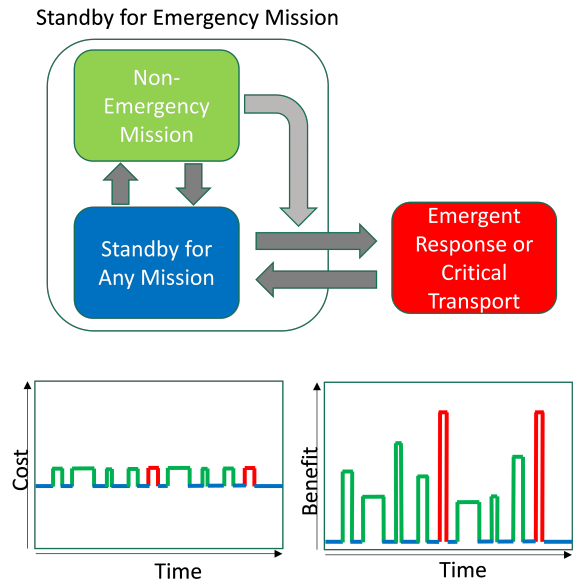 Standby for Emergency Mission
Non-
Emergency
Mission
Standby for
Any Mission
Emergent
Response or
Critical
Transport
Cost
Time
Benefit
Time